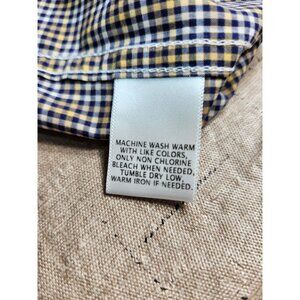 MACHINE WASH WARM
WITH LIKE COLORS,
ONLY NON CHLORINE
BLEACH WHEN NEEDED,
TUMBLE DRY LOW,
WARM IRON IF NEEDED.